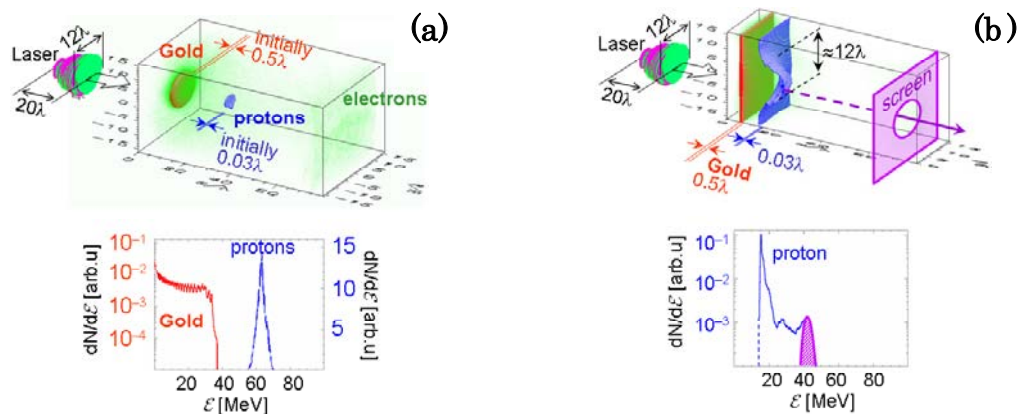 (a)
Laser
12λ
20λ
Gold
initially
0.5λ
electrons
protons
initially
0.03λ
(b)
Laser
12λ
20λ
≈12λ
screen
Gold
0.5λ
0.03λ
dN/dℰ [arb.u]
10⁻¹
10⁻²
10⁻³
10⁻⁴
Gold
protons
15
10
5
dN/dℰ [arb.u]
20 40 60 80
ℰ [MeV]
dN/dℰ [arb.u]
10⁻¹
10⁻³
proton
20 40 60 80
ℰ [MeV]